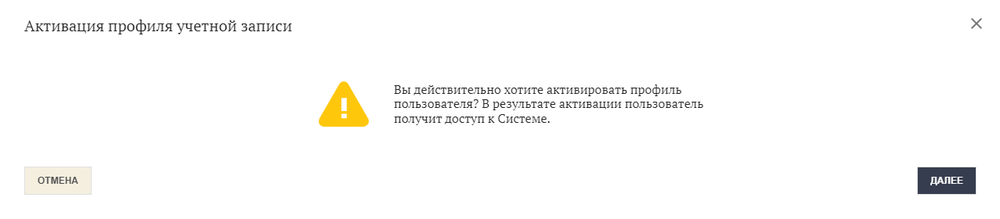 Активация профиля учетной записи
Вы действительно хотите активировать профиль
пользователя? В результате активации пользователь
получит доступ к Системе.
ОТМЕНА
ДАЛЕЕ